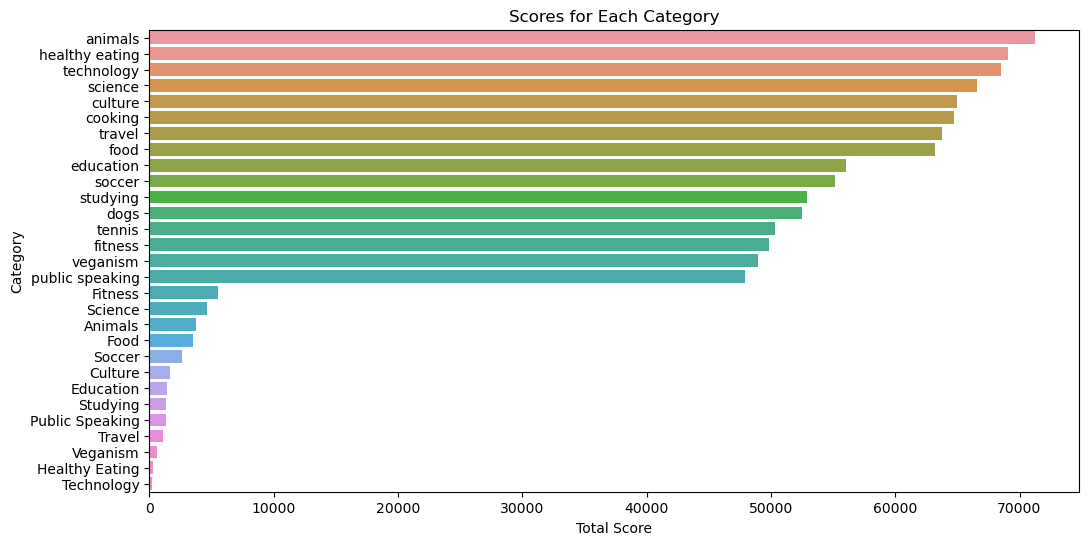 Scores for Each Category
animals
healthy eating
technology
science
culture
cooking
travel
food
education
soccer
studying
dogs
tennis
fitness
veganism
public speaking
Fitness
Science
Animals
Food
Soccer
Culture
Education
Studying
Public Speaking
Travel
Veganism
Healthy Eating
Technology
Category
0 10000 20000 30000 40000 50000 60000 70000
Total Score